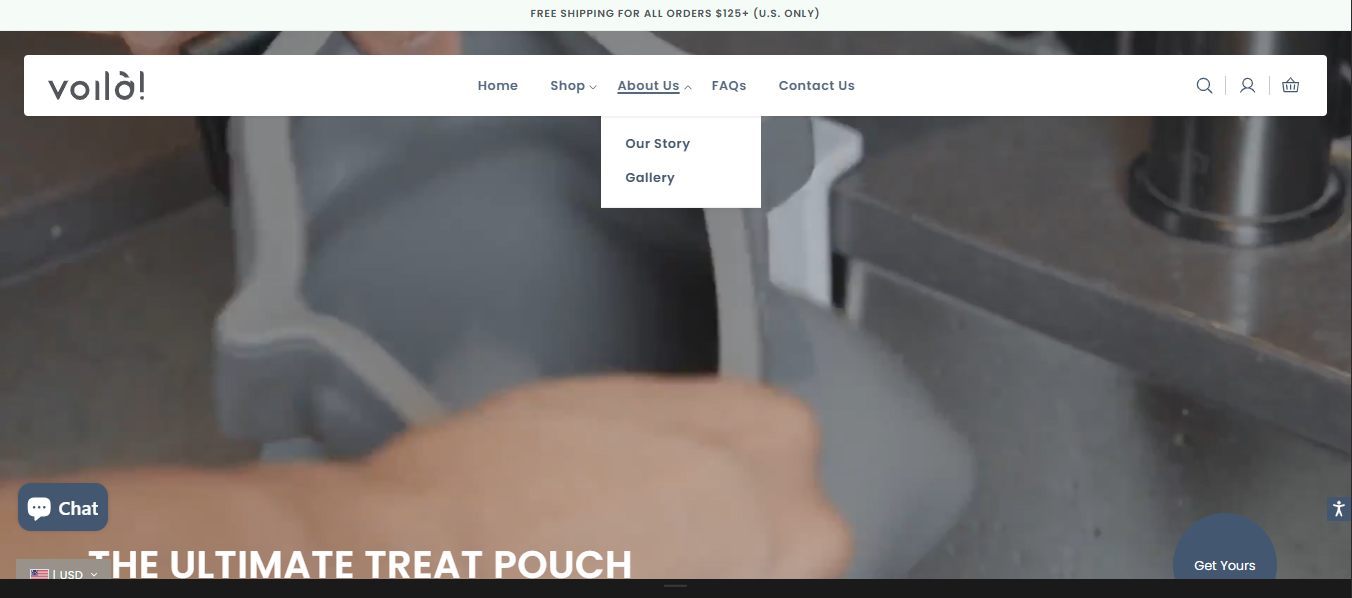 FREE SHIPPING FOR ALL ORDERS $125+ (U.S. ONLY)
voilà!
Home
Shop
About Us
FAQs
Contact Us
Our Story
Gallery
Chat
THE ULTIMATE TREAT POUCH
| USD
Get Yours